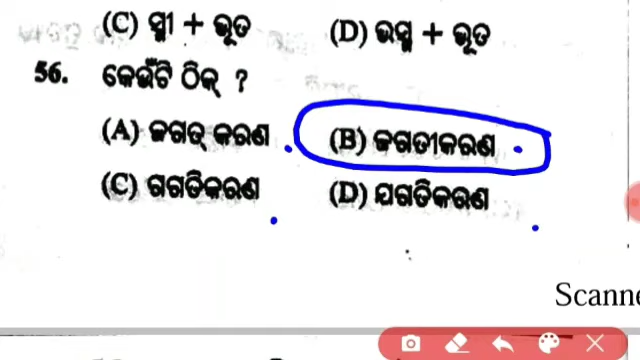 (C) ସ୍ମୀ + ଭୂତ (D) ଭସ୍ମ + ଭୂତ
56. କେଉଁଟି ଠିକ୍ ?
(A) ଜଗତ୍ କରଣ (B) ଜଗତୀକରଣ
(C) ଗଗତିକରଣ (D) ଯଗତିକରଣ
Scanne